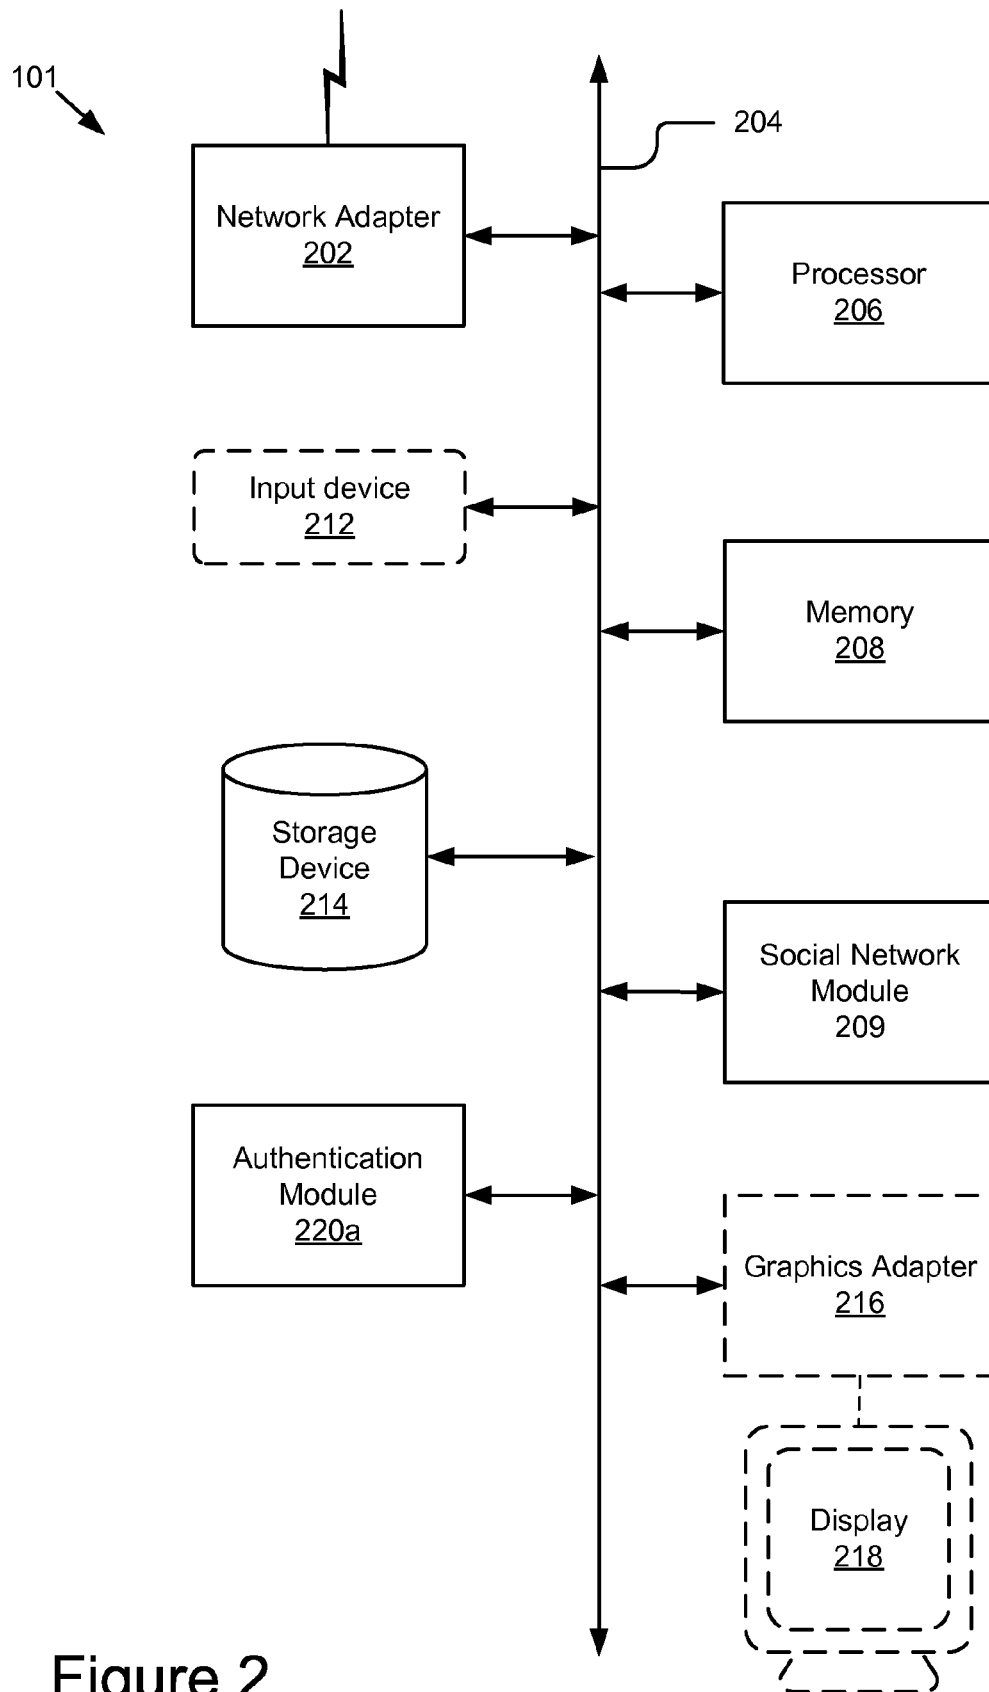 101
204
Network Adapter
202
Processor
206
Input device
212
Memory
208
Storage
Device
214
Social Network
Module
209
Authentication
Module
220a
Graphics Adapter
216
Display
218
Figure 2